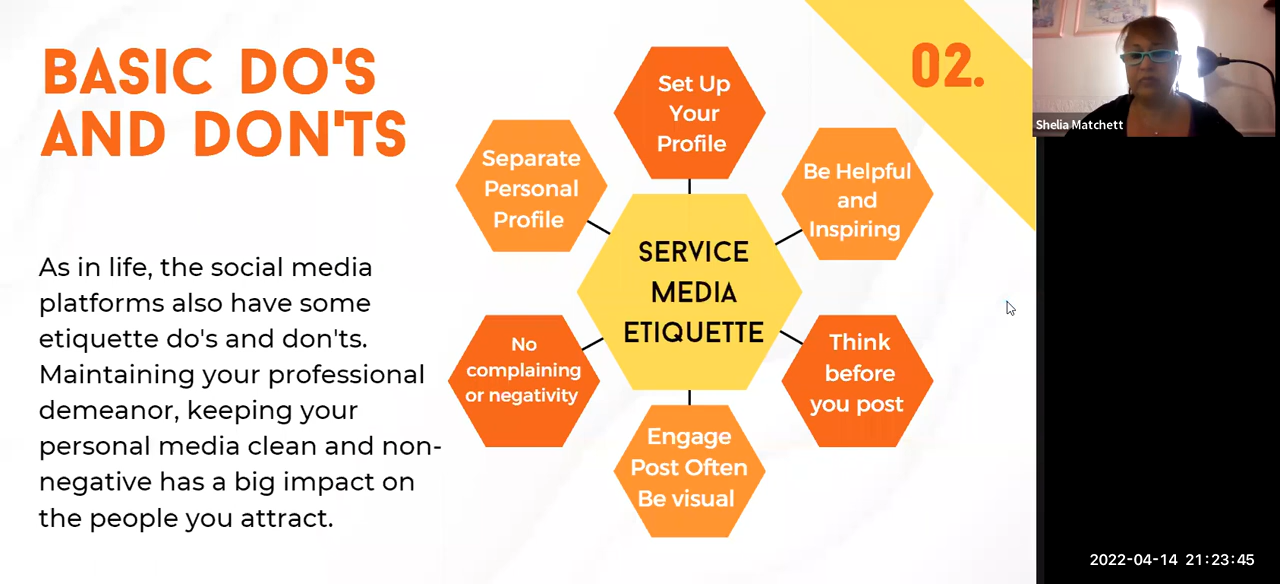 BASIC DO'S
AND DON'TS
As in life, the social media
platforms also have some
etiquette do's and don'ts.
Maintaining your professional
demeanor, keeping your
personal media clean and non-
negative has a big impact on
the people you attract.
Set Up
Your
Profile
Separate
Personal
Profile
Be Helpful
and
Inspiring
SERVICE
MEDIA
ETIQUETTE
No
complaining
or negativity
Think
before
you post
Engage
Post Often
Be visual
02.
Shelia Matchett
2022-04-14 21:23:45